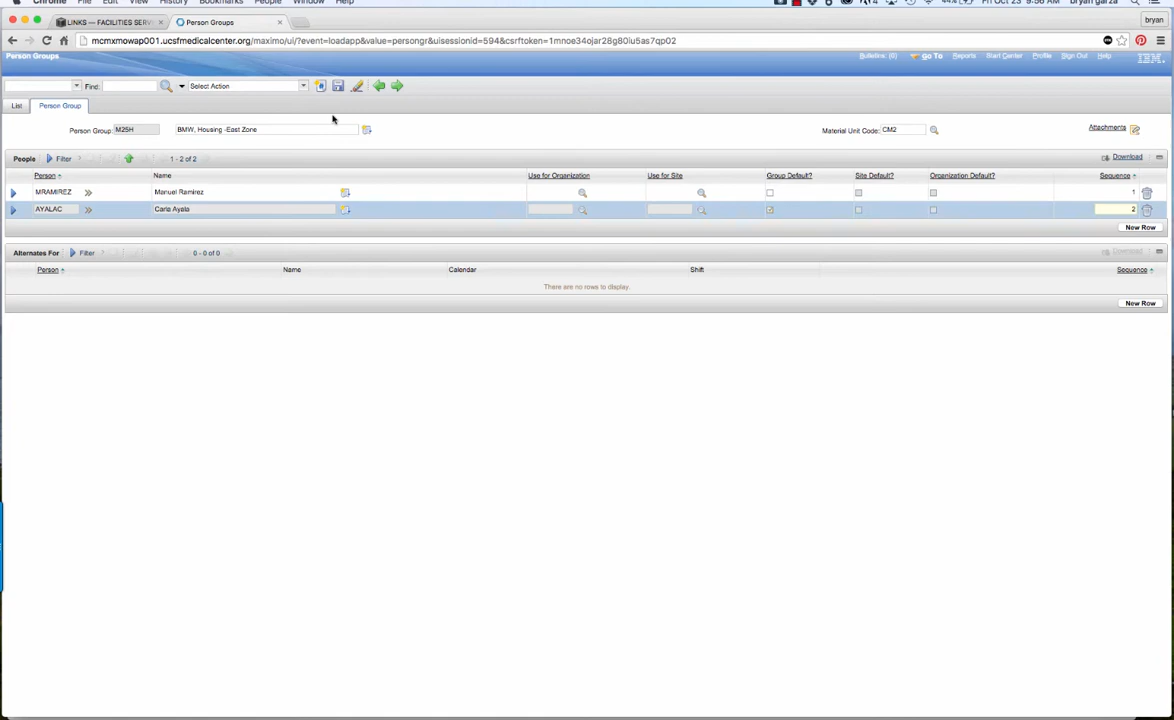 Chrome File Edit View History Bookmarks People Window Help 44% Fri Oct 23 9:56 AM bryan garza
LINKS — FACILITIES SERV Person Groups bryan
mcmxmowap001.ucsfmedicalcenter.org/maximo/ui/?event=loadapp&value=persongr&uisessionid=594&csrftoken=1mnoe34ojar28g80iu5as7qp02
Person Groups Bulletins: (0) Go To Reports Start Center Profile Sign Out Help IBM
Find: Select Action
List Person Group
Person Group: M25H BMW, Housing -East Zone Material Unit Code: CM2 Attachments
People Filter 1 - 2 of 2 Download
Person Name Use for Organization Use for Site Group Default? Site Default? Organization Default? Sequence
MRAMIREZ Manuel Ramirez 1
AYALAC Carla Ayala 2
New Row
Alternates For Filter 0 - 0 of 0 Download
Person Name Calendar Shift Sequence
There are no rows to display.
New Row